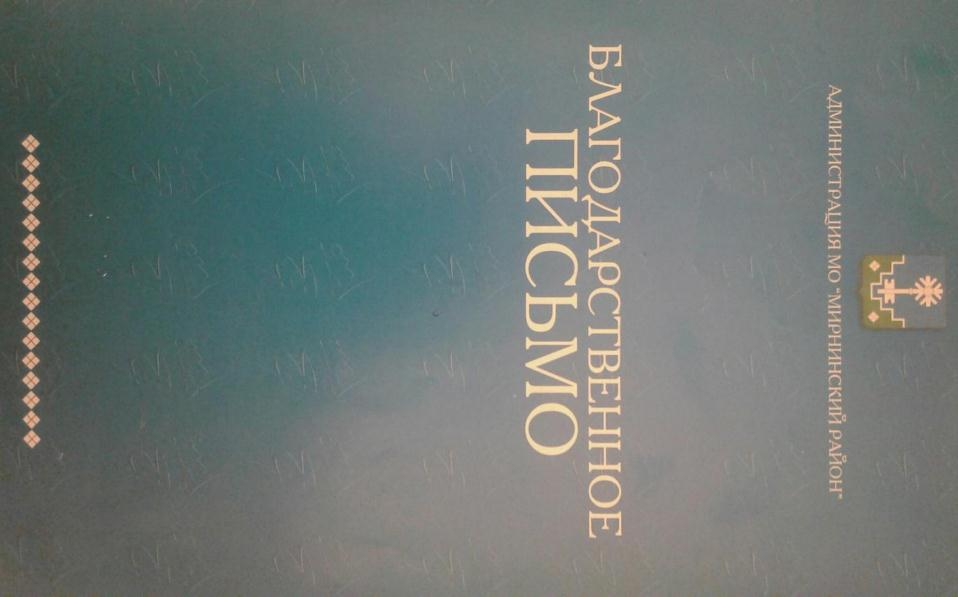 АДМИНИСТРАЦИЯ МО "МИРНИНСКИЙ РАЙОН"
БЛАГОДАРСТВЕННОЕ
ПИСЬМО